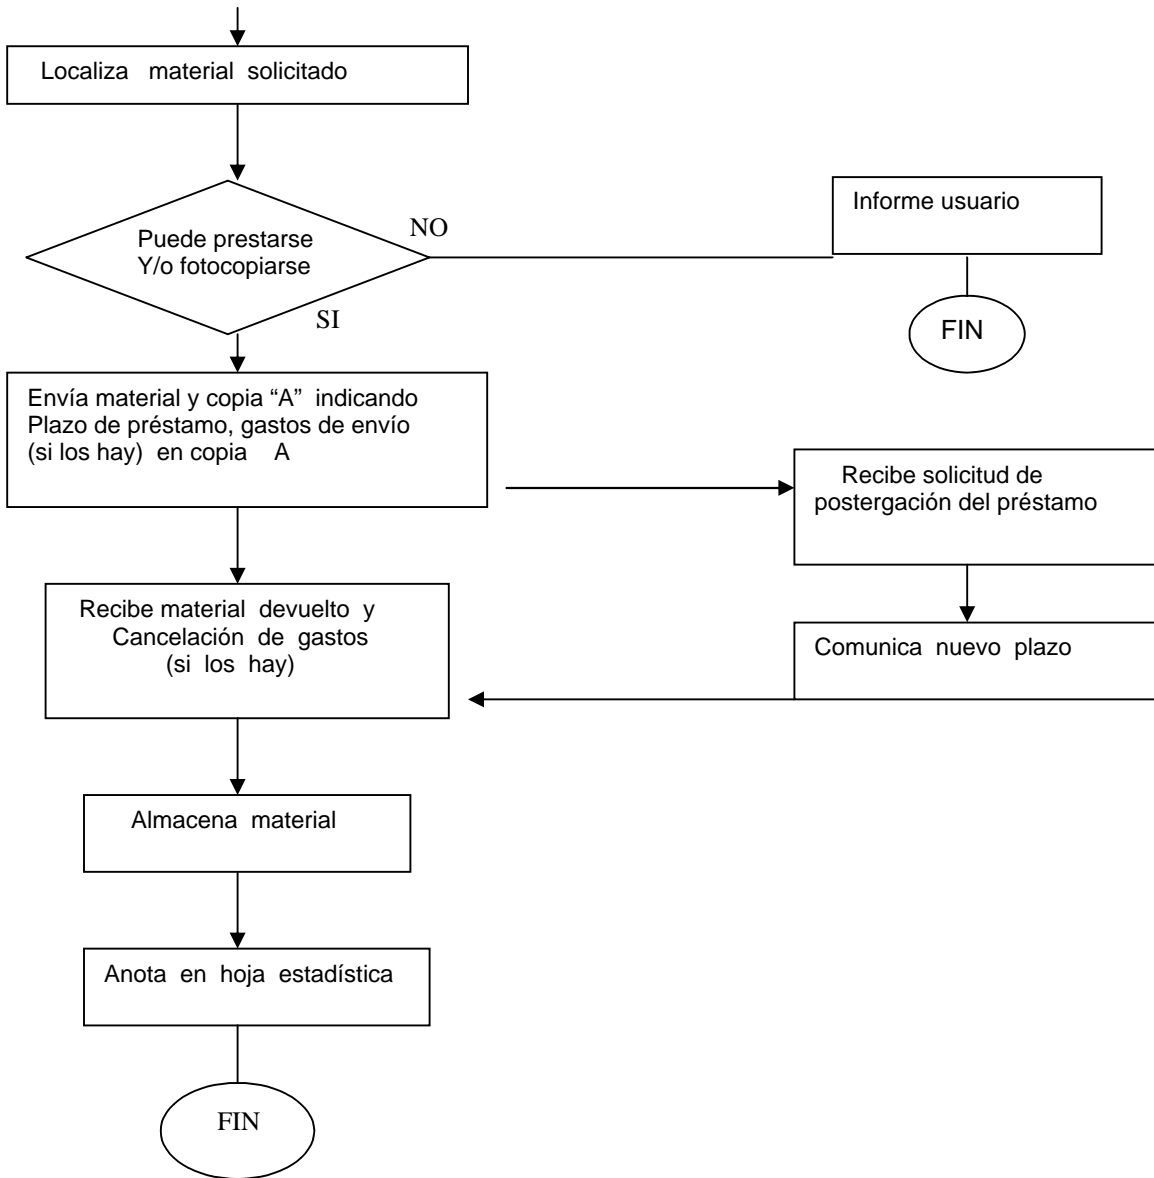 Localiza material solicitado
Puede prestarse
Y/o fotocopiarse
NO
Informe usuario
FIN
SI
Envía material y copia “A” indicando
Plazo de préstamo, gastos de envío
(si los hay) en copia A
Recibe solicitud de
postergación del préstamo
Comunica nuevo plazo
Recibe material devuelto y
Cancelación de gastos
(si los hay)
Almacena material
Anota en hoja estadística
FIN